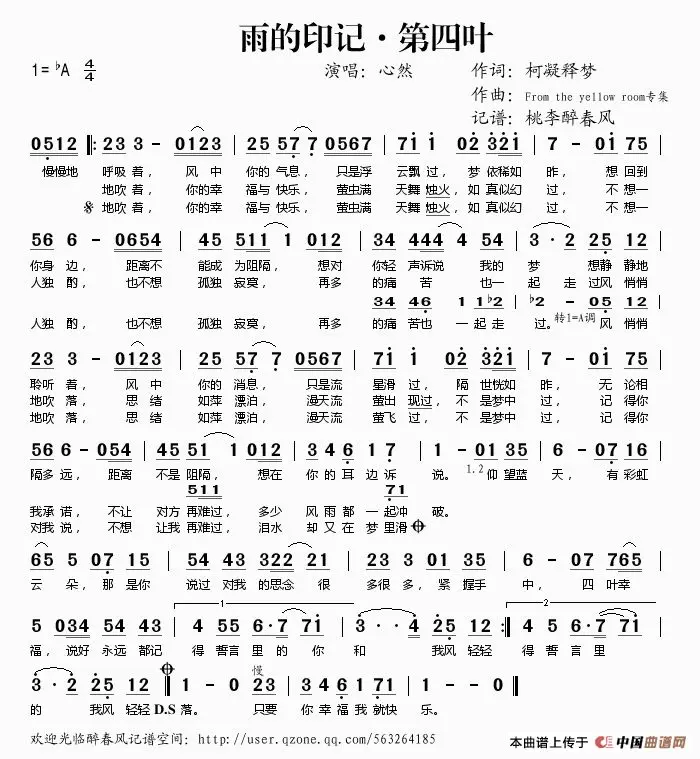 雨的印记·第四叶
1=♭A 4/4 演唱：心然 作词：柯凝释梦
作曲：From the yellow room专集
记谱：桃李醉春风
0512 ‖: 23 3 - 0123 | 25 57 7 0567 | 71 1 02 321 | 7 - 01 75
慢慢地 呼吸着， 风中 你的气息， 只是浮 云飘过， 梦依稀如 昨， 想回到
地吹着， 你的幸 福与快乐， 萤虫满 天舞烛火， 如真似幻 过， 不想一
𝄋 地吹着， 你的幸 福与快乐， 萤虫满 天舞烛火， 如真似幻 过， 不想一
56 6 - 0654 | 45 511 1 012 | 34 444 4 54 | 3 · 2 25 12
你身边， 距离不 能成为阻隔， 想对 你轻声诉说 我的 梦 想静静地
人独酌， 也不想 孤独寂寞， 再多 的痛苦 也一 起走过风悄悄
34 46 1 1♭2 | ♭2 - 05 12
人独酌， 也不想 孤独寂寞， 再多 的痛苦也 一起走 过。 转1=A调 风悄悄
23 3 - 0123 | 25 57 7 0567 | 71 1 02 321 | 7 - 01 75
聆听着， 风中 你的消息， 只是流 星滑过， 隔世恍如 昨， 无论相
地吹落， 思绪 如萍漂泊， 漫天流 萤出现过， 不是梦中 过， 记得你
地吹落， 思绪 如萍漂泊， 漫天流 萤飞过， 不是梦中 过， 记得你
56 6 - 054 | 45 51 1 012 | 3 4 6 1 7 | 1 - 01 35 | 6 - 07 16
隔多远， 距离 不是阻隔， 想在 你的耳边诉 说。 1,2. 仰望蓝 天， 有彩虹
511 71
我承诺， 不让 对方再难过， 多少 风雨都一起冲 破。
对我说， 不想 让我再难过， 泪水 却又在梦里滑 𝄌
65 5 07 15 | 54 43 322 21 | 23 3 01 35 | 6 - 07 765
云朵， 那是你 说过对我的思念很 多很多， 紧握手 中， 四叶幸
5 034 54 43 | 1 4 55 6·7 71 | 3 · · 4 25 12 :‖ 2 4 55 6·7 71
福， 说好永远都记 得誓言里的你 和 我风轻轻 得誓言里
3 · 2 25 12 𝄌 ‖ 1 - 0 慢 23 | 3 4 6 1 71 | 1 - 0 ‖
的 我风轻轻 D.S 落。 只要 你幸福我就快 乐。
欢迎光临醉春风记谱空间：http://user.qzone.qq.com/563264185
本曲谱上传于 中国曲谱网